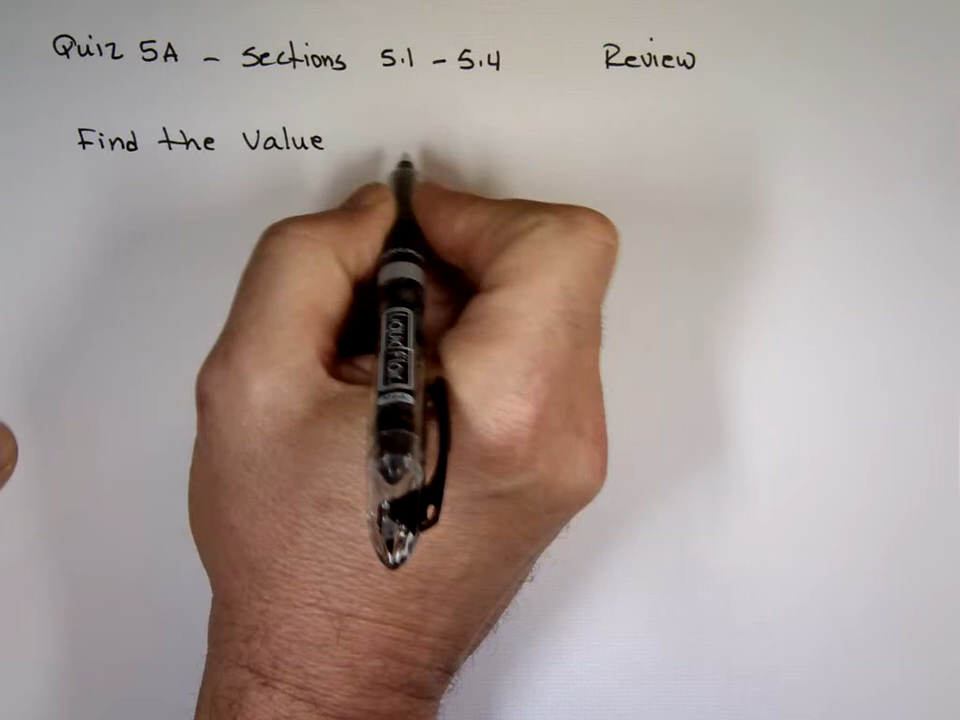 Quiz 5A - Sections 5.1 - 5.4 Review
Find the Value